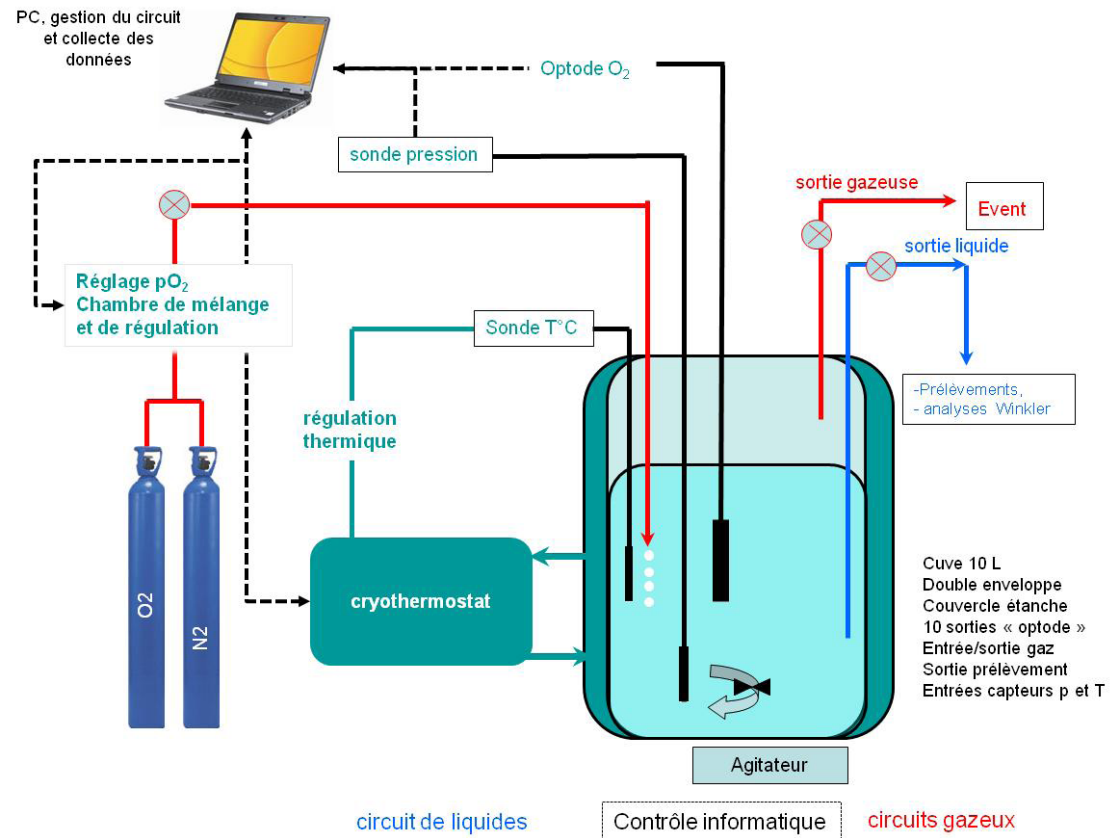 PC, gestion du circuit
et collecte des
données
Optode O₂
sonde pression
sortie gazeuse
Event
sortie liquide
Réglage pO₂
Chambre de mélange
et de régulation
Sonde T°C
-Prélèvements,
- analyses Winkler
régulation
thermique
O2
N2
cryothermostat
Cuve 10 L
Double enveloppe
Couvercle étanche
10 sorties « optode »
Entrée/sortie gaz
Sortie prélèvement
Entrées capteurs p et T
Agitateur
circuit de liquides
Contrôle informatique
circuits gazeux